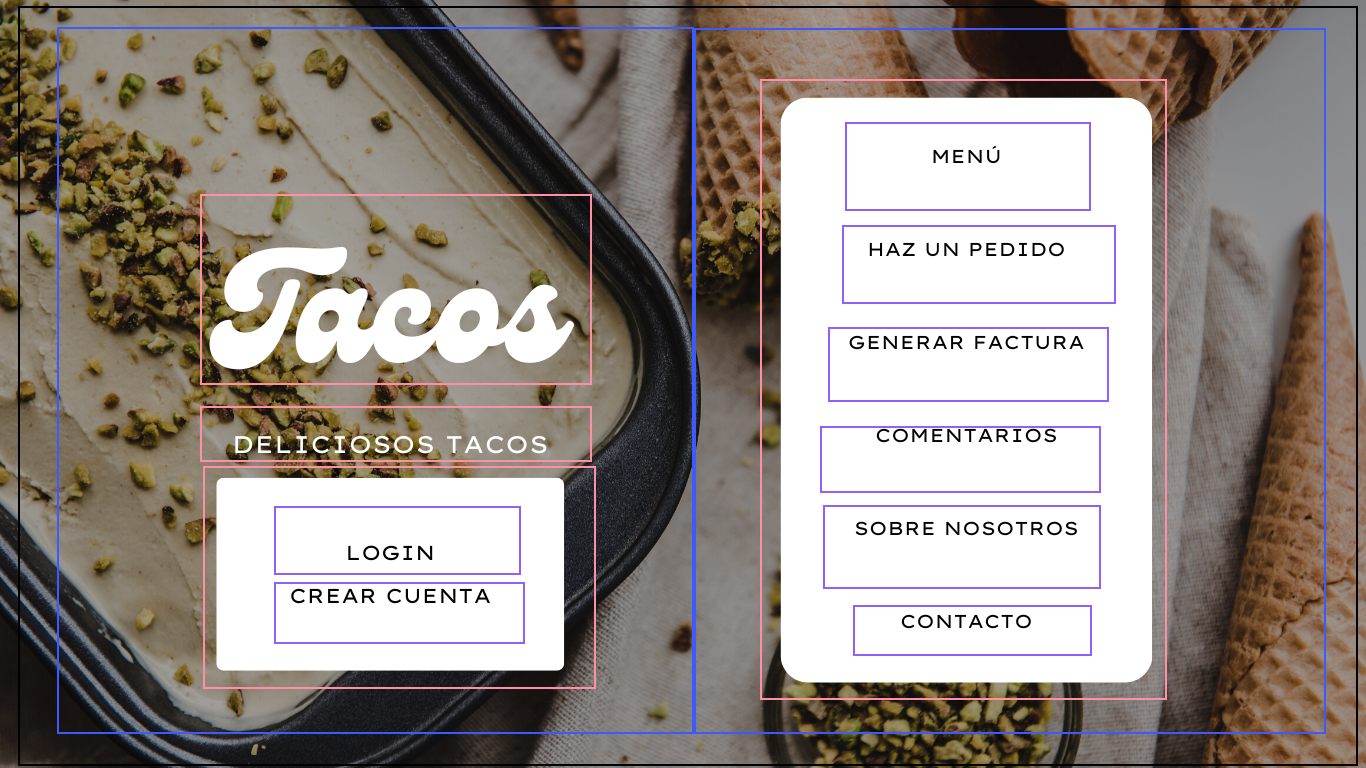 Tacos
DELICIOSOS TACOS
LOGIN
CREAR CUENTA
MENÚ
HAZ UN PEDIDO
GENERAR FACTURA
COMENTARIOS
SOBRE NOSOTROS
CONTACTO